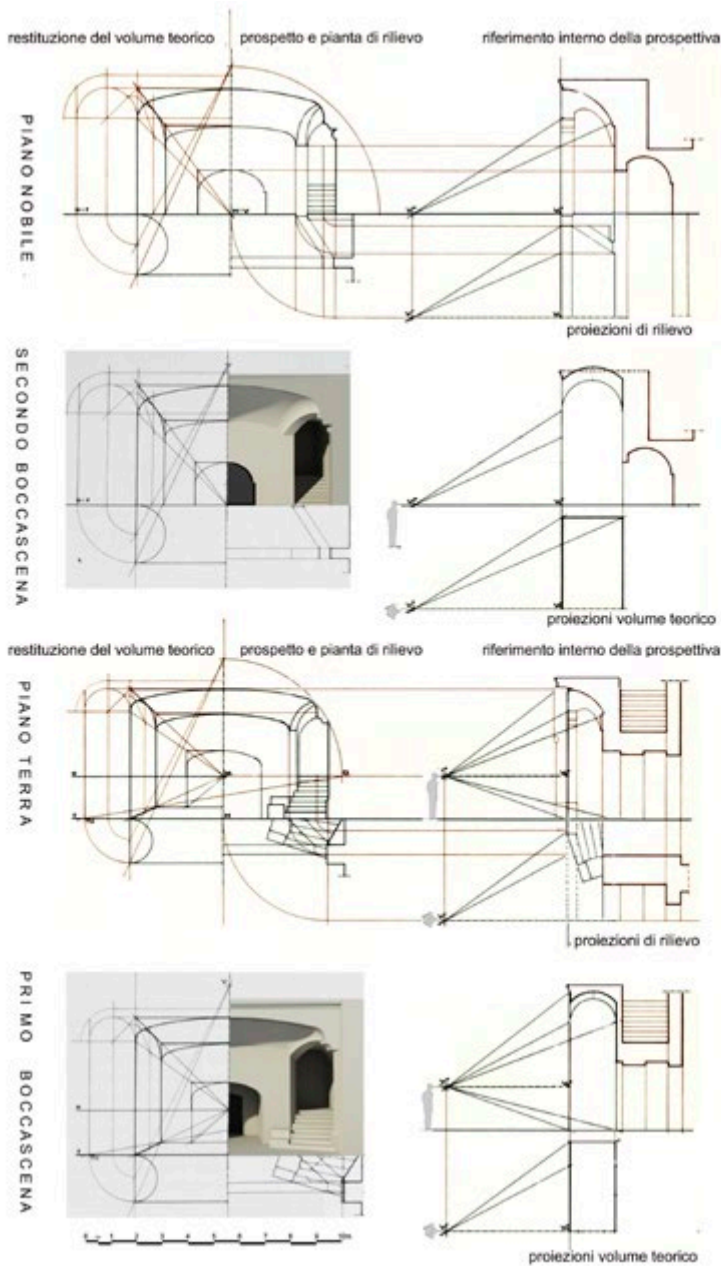 restituzione del volume teorico
prospetto e pianta di rilievo
riferimento interno della prospettiva
PIANO NOBILE
proiezioni di rilievo
SECONDO BOCCASCENA
proiezioni volume teorico
restituzione del volume teorico
prospetto e pianta di rilievo
riferimento interno della prospettiva
PIANO TERRA
proiezioni di rilievo
PRIMO BOCCASCENA
proiezioni volume teorico